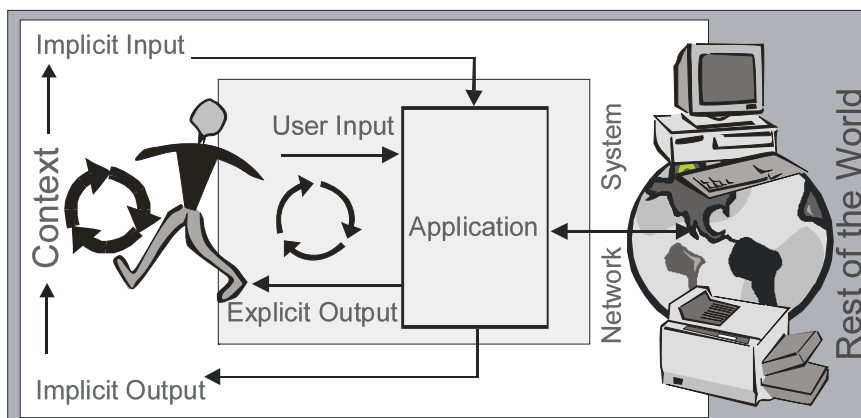 Implicit Input
User Input
Context
Application
System
Network
Rest of the World
Explicit Output
Implicit Output